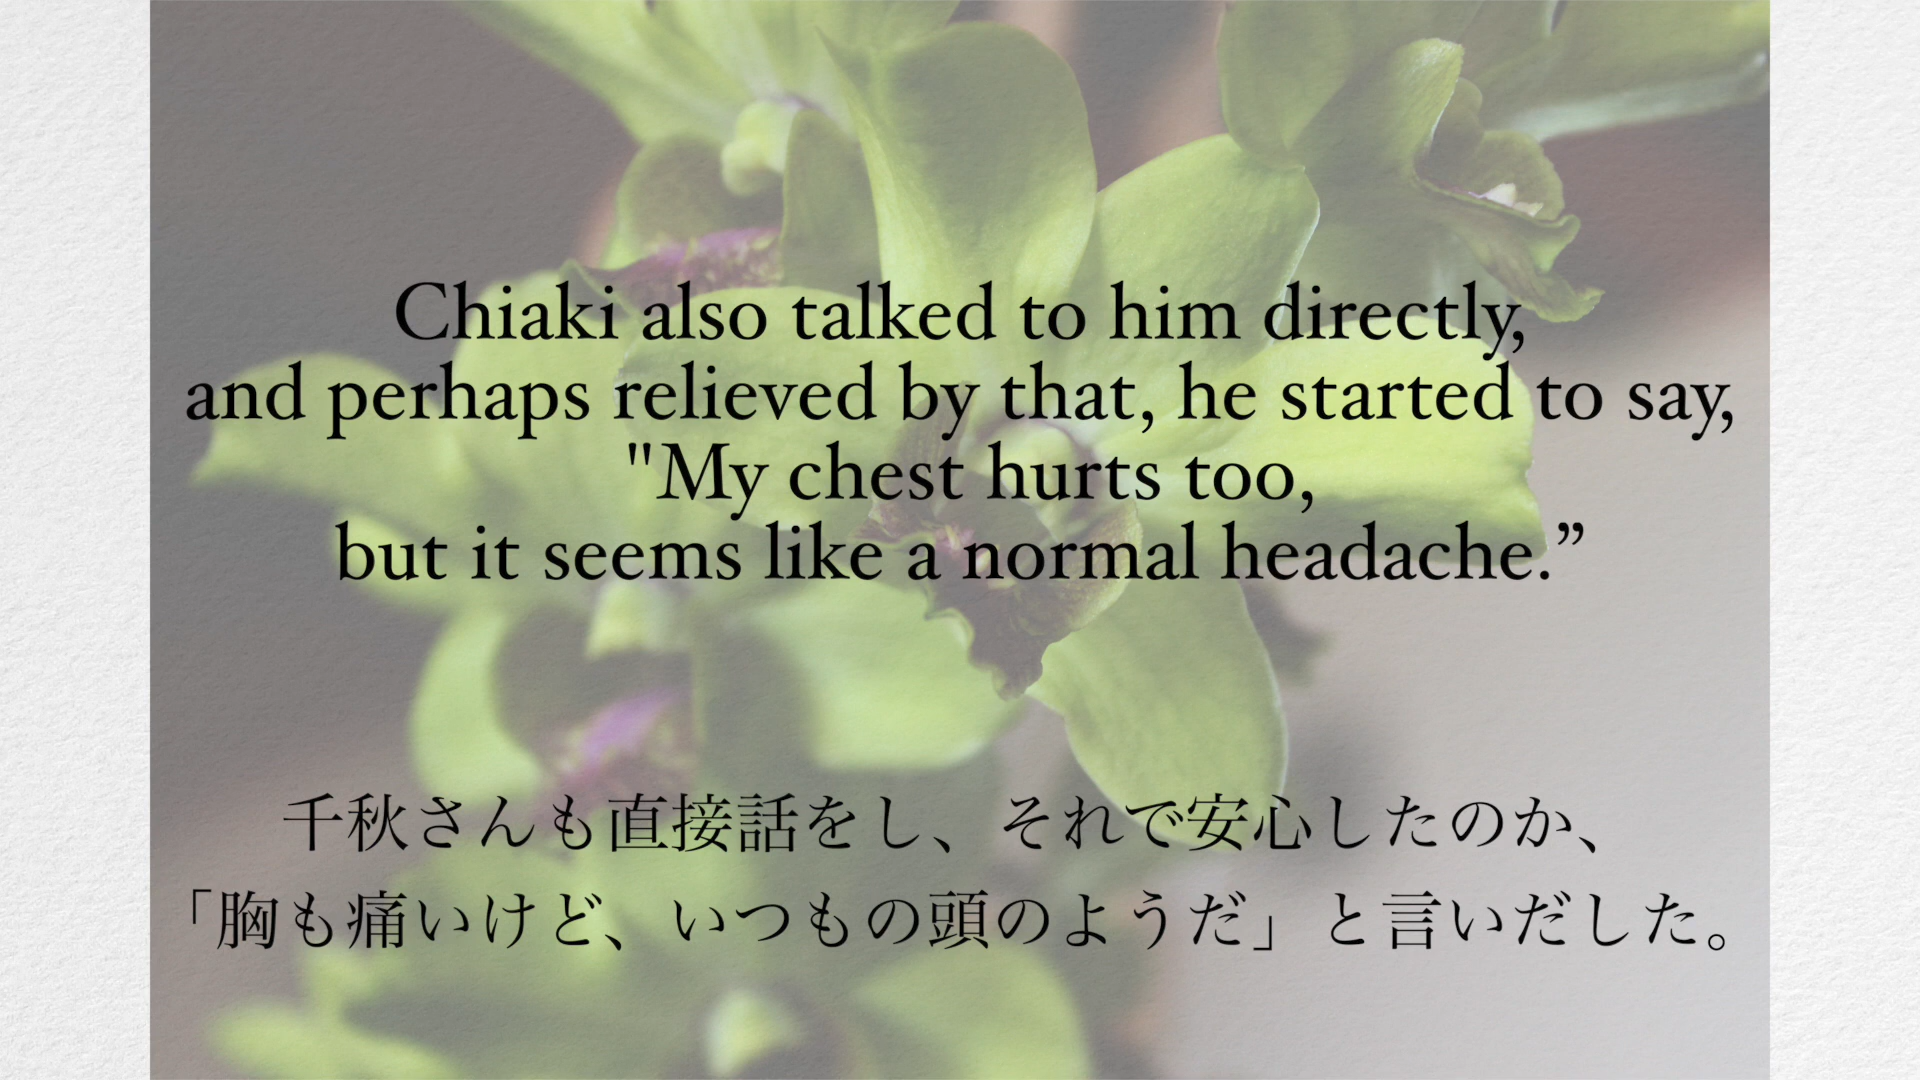 Chiaki also talked to him directly,
and perhaps relieved by that, he started to say,
"My chest hurts too,
but it seems like a normal headache.”
千秋さんも直接話をし、それで安心したのか、
「胸も痛いけど、いつもの頭のようだ」と言いだした。